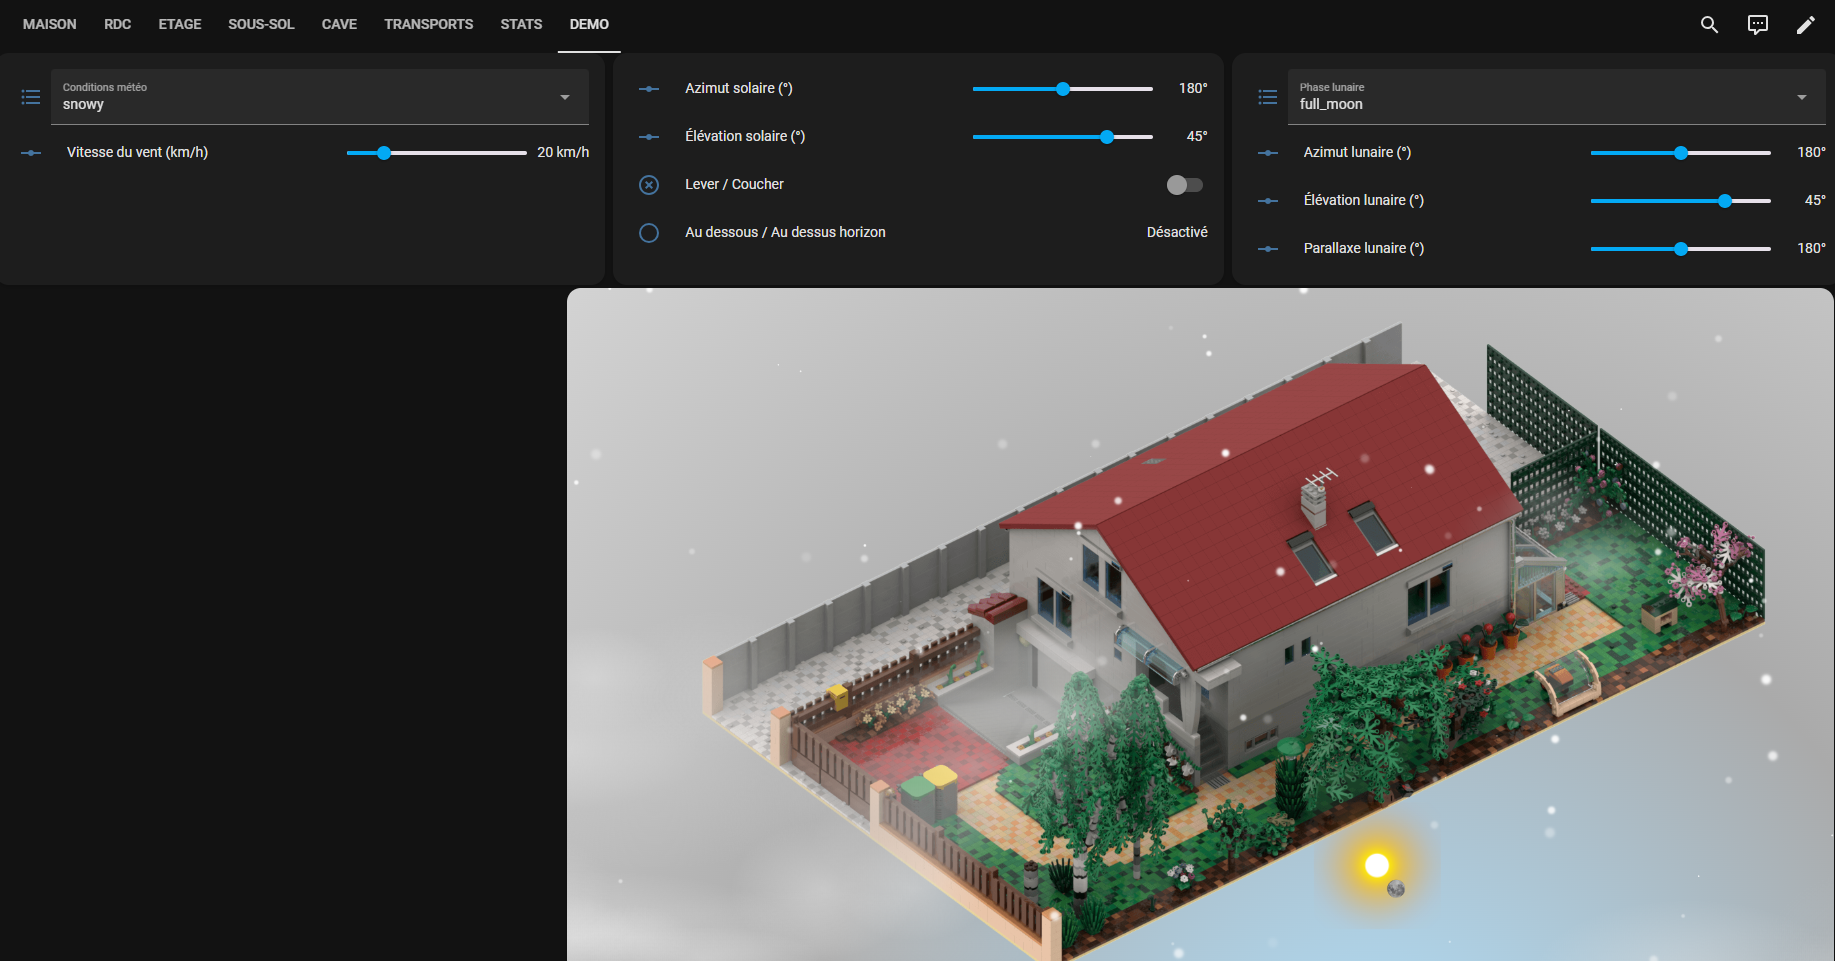 MAISON RDC ETAGE SOUS-SOL CAVE TRANSPORTS STATS DEMO
Conditions météo
snowy
Vitesse du vent (km/h) 20 km/h
Azimut solaire (°) 180°
Élévation solaire (°) 45°
Lever / Coucher
Au dessous / Au dessus horizon Désactivé
Phase lunaire
full_moon
Azimut lunaire (°) 180°
Élévation lunaire (°) 45°
Parallaxe lunaire (°) 180°